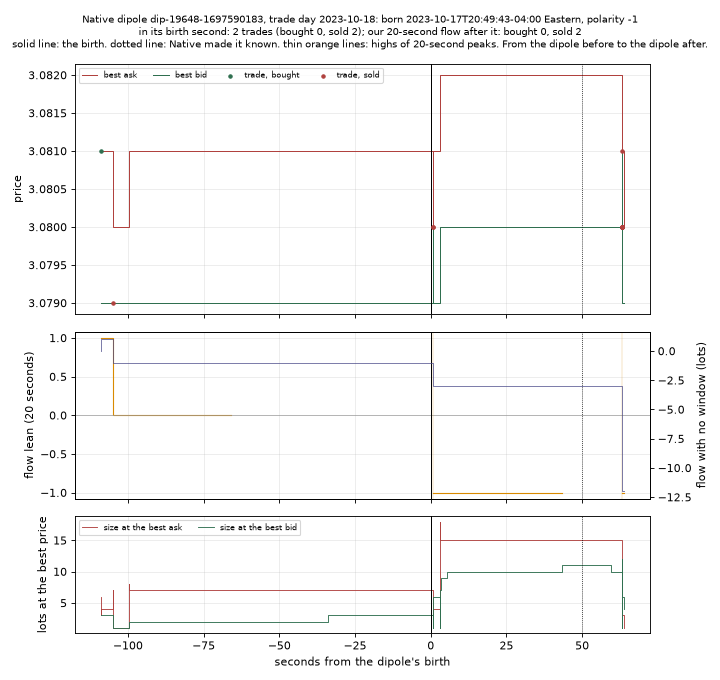 Native dipole dip-19648-1697590183, trade day 2023-10-18: born 2023-10-17T20:49:43-04:00 Eastern, polarity -1
in its birth second: 2 trades (bought 0, sold 2); our 20-second flow after it: bought 0, sold 2
solid line: the birth. dotted line: Native made it known. thin orange lines: highs of 20-second peaks. From the dipole before to the dipole after.
best ask best bid trade, bought trade, sold
3.0820
3.0815
3.0810
3.0805
3.0800
3.0795
3.0790
price
1.0
0.5
0.0
−0.5
−1.0
flow lean (20 seconds)
0.0
−2.5
−5.0
−7.5
−10.0
−12.5
flow with no window (lots)
size at the best ask size at the best bid
15
10
5
lots at the best price
−100 −75 −50 −25 0 25 50
seconds from the dipole's birth